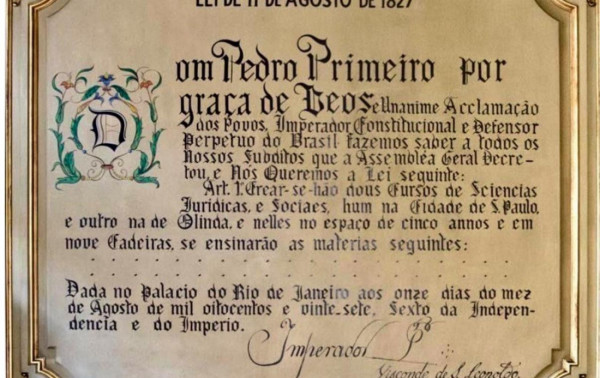 LEI DE 11 DE AGOSTO DE 1827
Dom Pedro Primeiro por
graça de Deos e Unanime Acclamação
dos Povos, Imperador Constitucional e Defensor
Perpetuo do Brasil fazemos saber a todos os
Nossos Subditos que a Assembléa Geral Decre-
tou, e Nós Queremos a Lei seguinte:
Art. 1º Crear-se-hão dous Cursos de Sciencias
Juridicas, e Sociaes, hum na Cidade de S. Paulo,
e outro na de Olinda, e nelles no espaço de cinco annos e em
nove Cadeiras, se ensinarão as materias seguintes:
Dada no Palacio do Rio de Janeiro aos onze dias do mez
de Agosto de mil oitocentos e vinte-sete, Sexto da Indepen-
dencia e do Imperio.
Imperador P.
Visconde de S. Leopoldo.